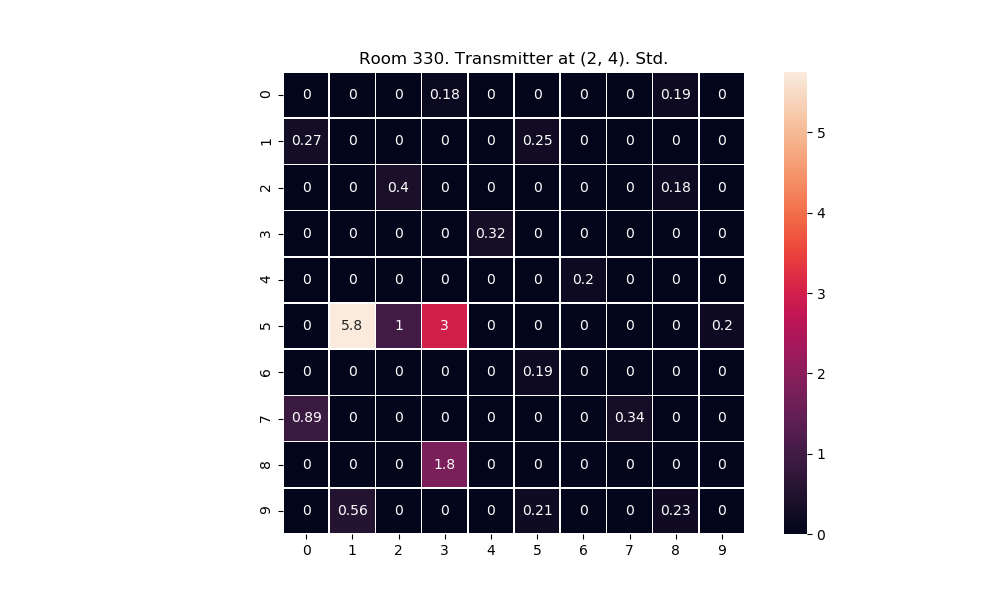 Room 330. Transmitter at (2, 4). Std.
0 0 0 0 0.18 0 0 0 0 0.19 0
1 0.27 0 0 0 0 0.25 0 0 0 0
2 0 0 0.4 0 0 0 0 0 0.18 0
3 0 0 0 0 0.32 0 0 0 0 0
4 0 0 0 0 0 0 0.2 0 0 0
5 0 5.8 1 3 0 0 0 0 0 0.2
6 0 0 0 0 0 0.19 0 0 0 0
7 0.89 0 0 0 0 0 0 0.34 0 0
8 0 0 0 1.8 0 0 0 0 0 0
9 0 0.56 0 0 0 0.21 0 0 0.23 0
0 1 2 3 4 5 6 7 8 9
5
4
3
2
1
0